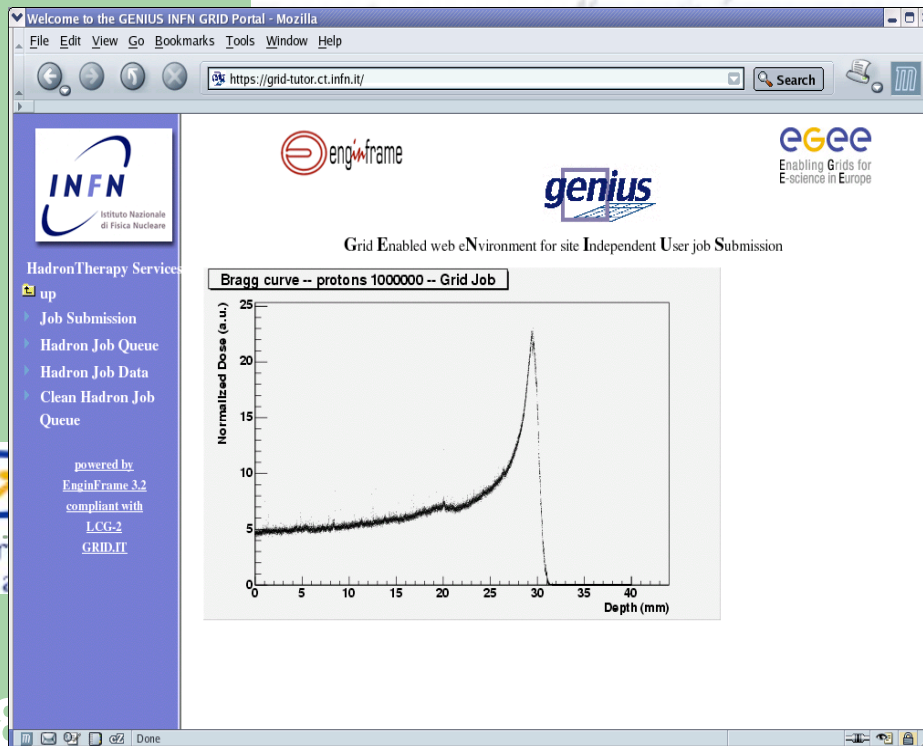 Welcome to the GENIUS INFN GRID Portal - Mozilla
File Edit View Go Bookmarks Tools Window Help
https://grid-tutor.ct.infn.it/
Search
INFN
Istituto Nazionale
di Fisica Nucleare
enginframe
genius
egee
Enabling Grids for
E-science in Europe
Grid Enabled web eNvironment for site Independent User job Submission
HadronTherapy Services
up
Job Submission
Hadron Job Queue
Hadron Job Data
Clean Hadron Job
Queue
powered by
EnginFrame 3.2
compliant with
LCG-2
GRID.IT
Bragg curve -- protons 1000000 -- Grid Job
Normalized Dose (a.u.)
25
20
15
10
5
0
0 5 10 15 20 25 30 35 40
Depth (mm)
Done